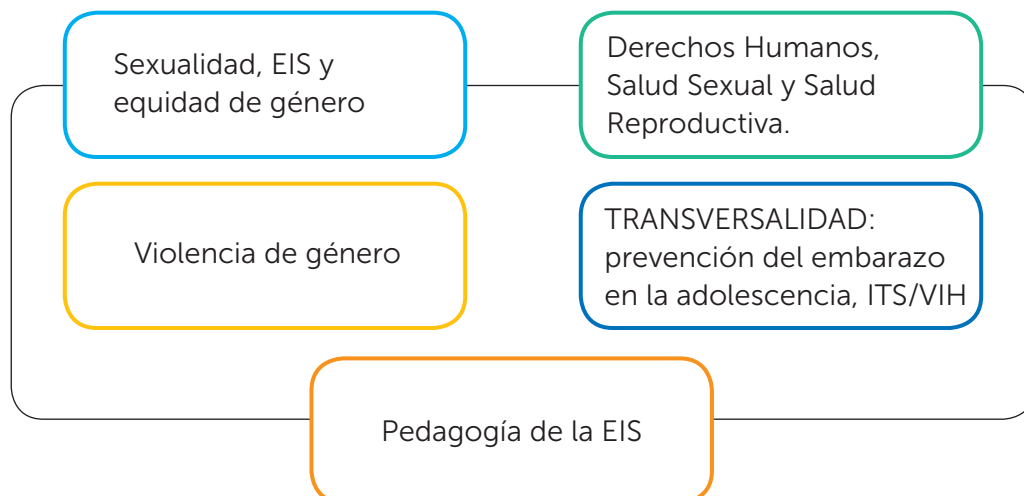 Sexualidad, EIS y
equidad de género
Derechos Humanos,
Salud Sexual y Salud
Reproductiva.
Violencia de género
TRANSVERSALIDAD:
prevención del embarazo
en la adolescencia, ITS/VIH
Pedagogía de la EIS